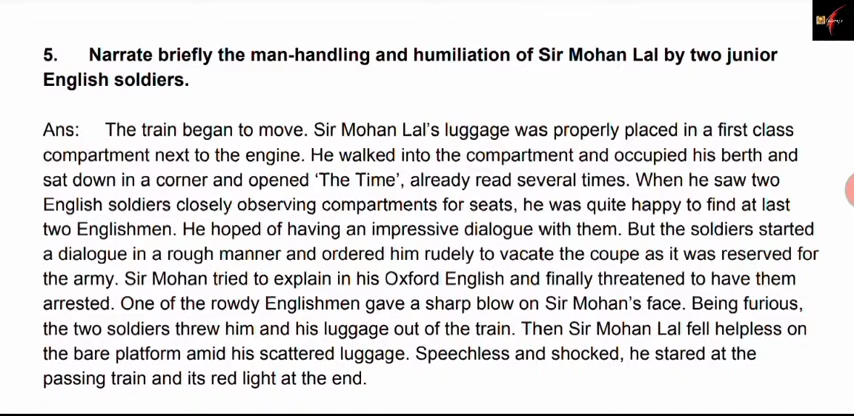 5. Narrate briefly the man-handling and humiliation of Sir Mohan Lal by two junior
English soldiers.
Ans: The train began to move. Sir Mohan Lal's luggage was properly placed in a first class
compartment next to the engine. He walked into the compartment and occupied his berth and
sat down in a corner and opened ‘The Time’, already read several times. When he saw two
English soldiers closely observing compartments for seats, he was quite happy to find at last
two Englishmen. He hoped of having an impressive dialogue with them. But the soldiers started
a dialogue in a rough manner and ordered him rudely to vacate the coupe as it was reserved for
the army. Sir Mohan tried to explain in his Oxford English and finally threatened to have them
arrested. One of the rowdy Englishmen gave a sharp blow on Sir Mohan's face. Being furious,
the two soldiers threw him and his luggage out of the train. Then Sir Mohan Lal fell helpless on
the bare platform amid his scattered luggage. Speechless and shocked, he stared at the
passing train and its red light at the end.